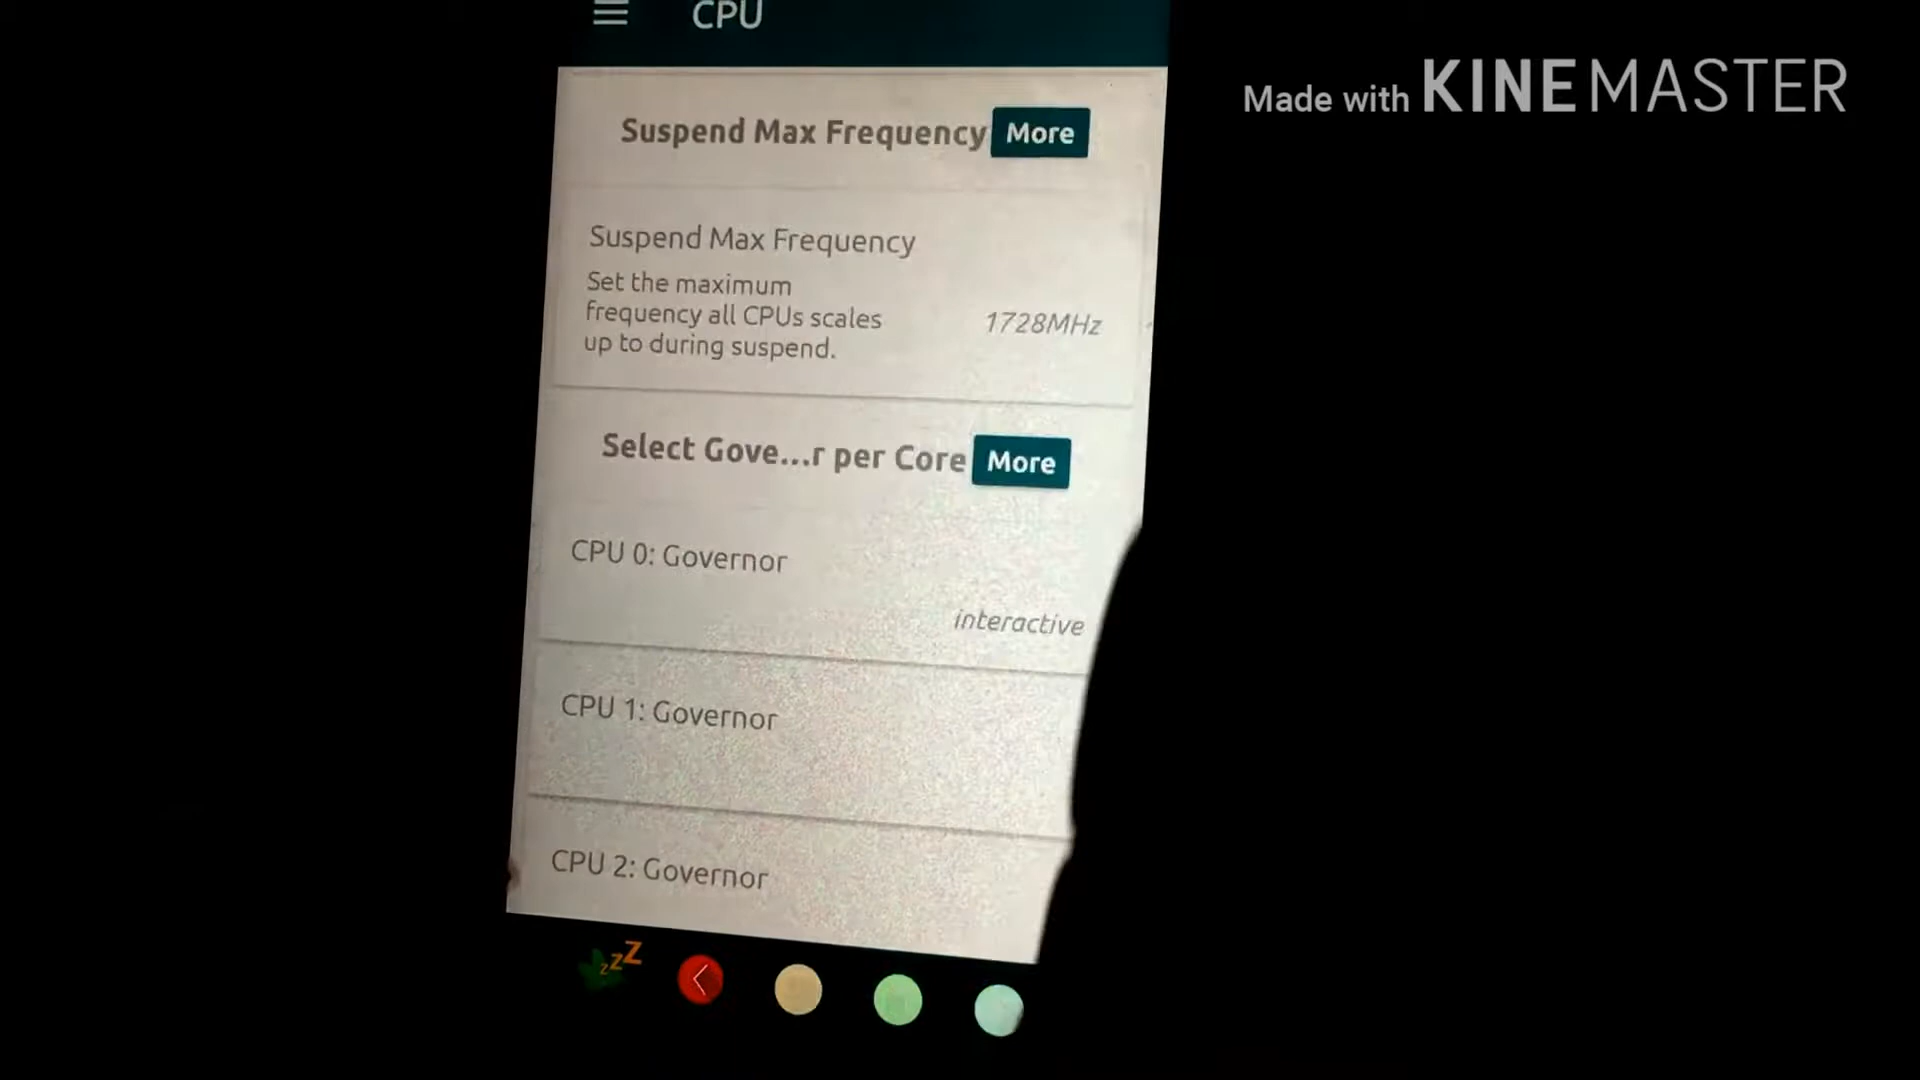 CPU
Made with KINEMASTER
Suspend Max Frequency More
Suspend Max Frequency
Set the maximum
frequency all CPUs scales
up to during suspend.
1728MHz
Select Gove...r per Core More
CPU 0: Governor
interactive
CPU 1: Governor
CPU 2: Governor
zzZ